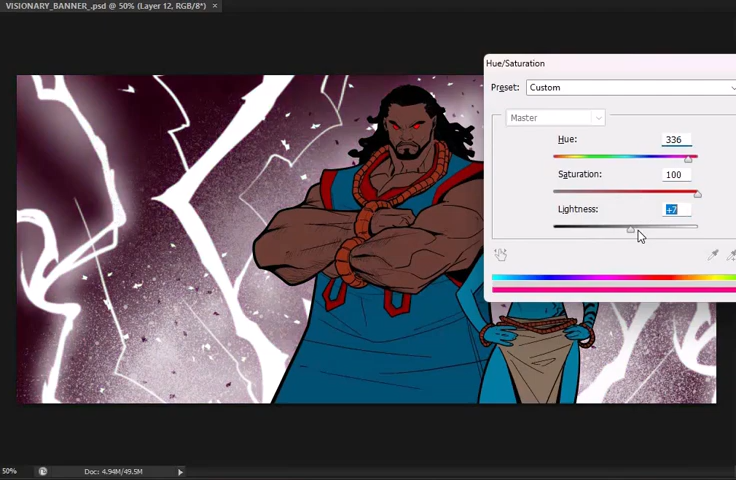 VISIONARY_BANNER_.psd @ 50% (Layer 12, RGB/8*) ×
Hue/Saturation
Preset: Custom
Master
Hue: 336
Saturation: 100
Lightness: +7
50% Doc: 4.94M/49.5M